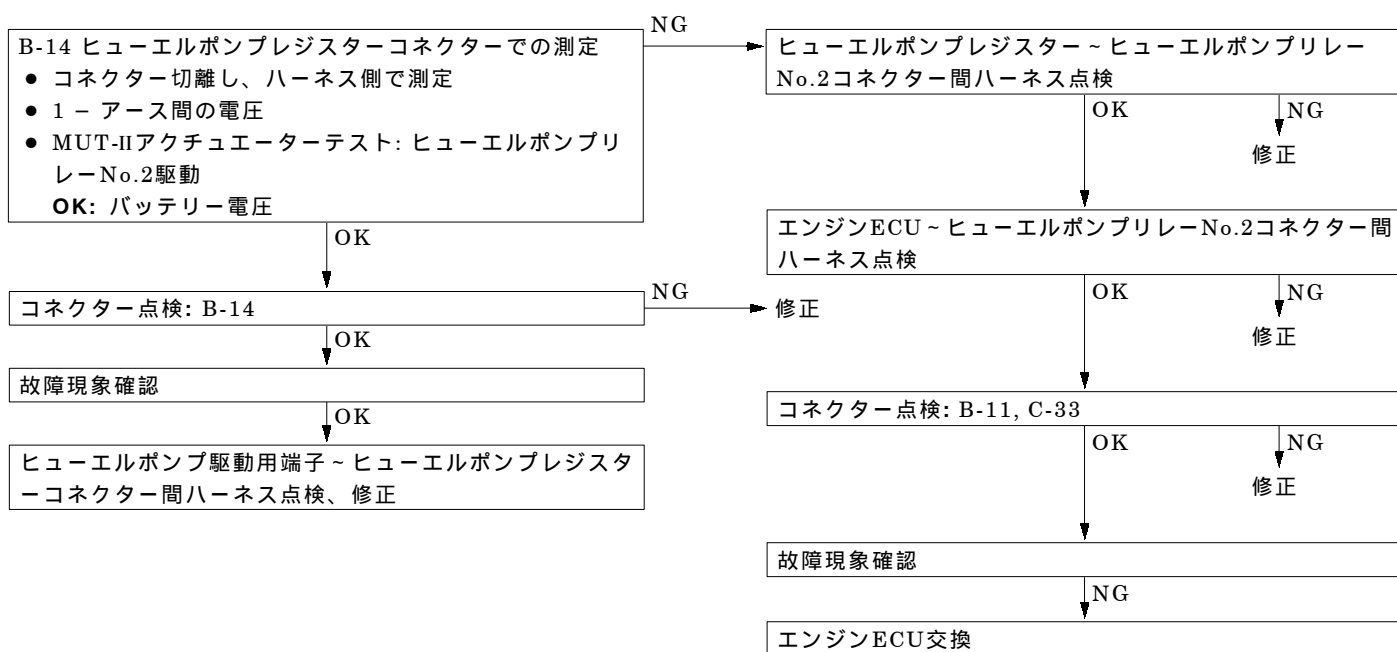 B-14 ヒューエルポンプレジスターコネクターでの測定
● コネクター切離し、ハーネス側で測定
● 1 – アース間の電圧
● MUT-IIアクチュエーターテスト: ヒューエルポンプリ
レーNo.2駆動
OK: バッテリー電圧
NG
OK
コネクター点検: B-14
NG
修正
OK
故障現象確認
OK
ヒューエルポンプ駆動用端子 ~ ヒューエルポンプレジスタ
ーコネクター間ハーネス点検、修正
ヒューエルポンプレジスター ~ ヒューエルポンプリレー
No.2コネクター間ハーネス点検
OK
NG
修正
エンジンECU ~ ヒューエルポンプリレーNo.2コネクター間
ハーネス点検
OK
NG
修正
コネクター点検: B-11, C-33
OK
NG
修正
故障現象確認
NG
エンジンECU交換